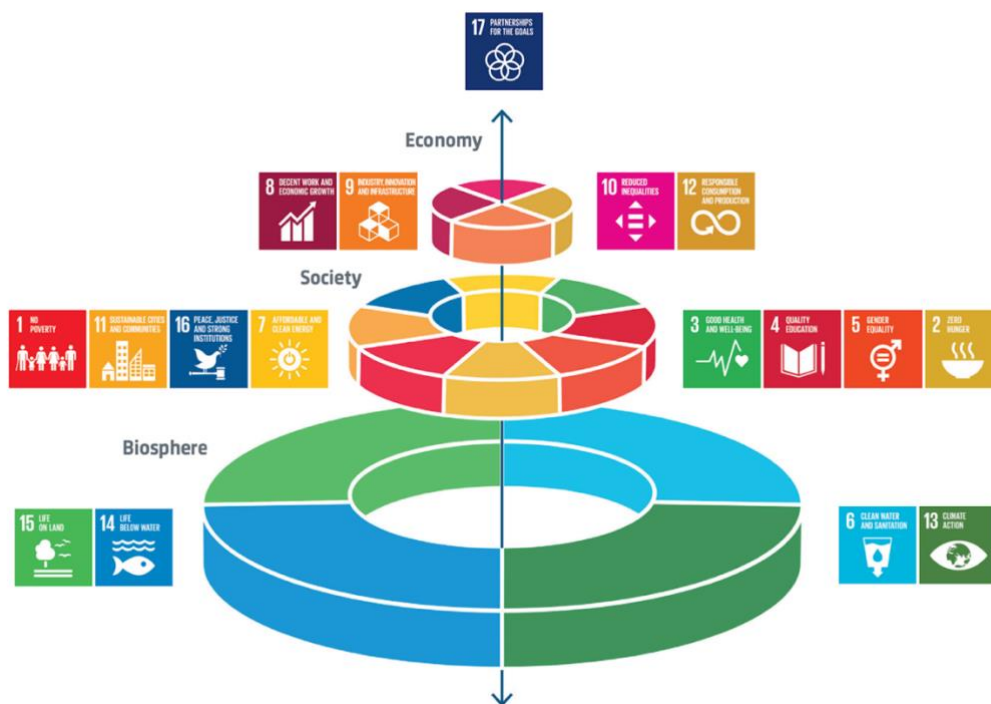 17 PARTNERSHIPS
FOR THE GOALS
Economy
8 DECENT WORK AND
ECONOMIC GROWTH
9 INDUSTRY, INNOVATION
AND INFRASTRUCTURE
10 REDUCED
INEQUALITIES
12 RESPONSIBLE
CONSUMPTION
AND PRODUCTION
Society
1 NO
POVERTY
11 SUSTAINABLE CITIES
AND COMMUNITIES
16 PEACE, JUSTICE
AND STRONG
INSTITUTIONS
7 AFFORDABLE AND
CLEAN ENERGY
3 GOOD HEALTH
AND WELL-BEING
4 QUALITY
EDUCATION
5 GENDER
EQUALITY
2 ZERO
HUNGER
Biosphere
15 LIFE
ON LAND
14 LIFE
BELOW WATER
6 CLEAN WATER
AND SANITATION
13 CLIMATE
ACTION